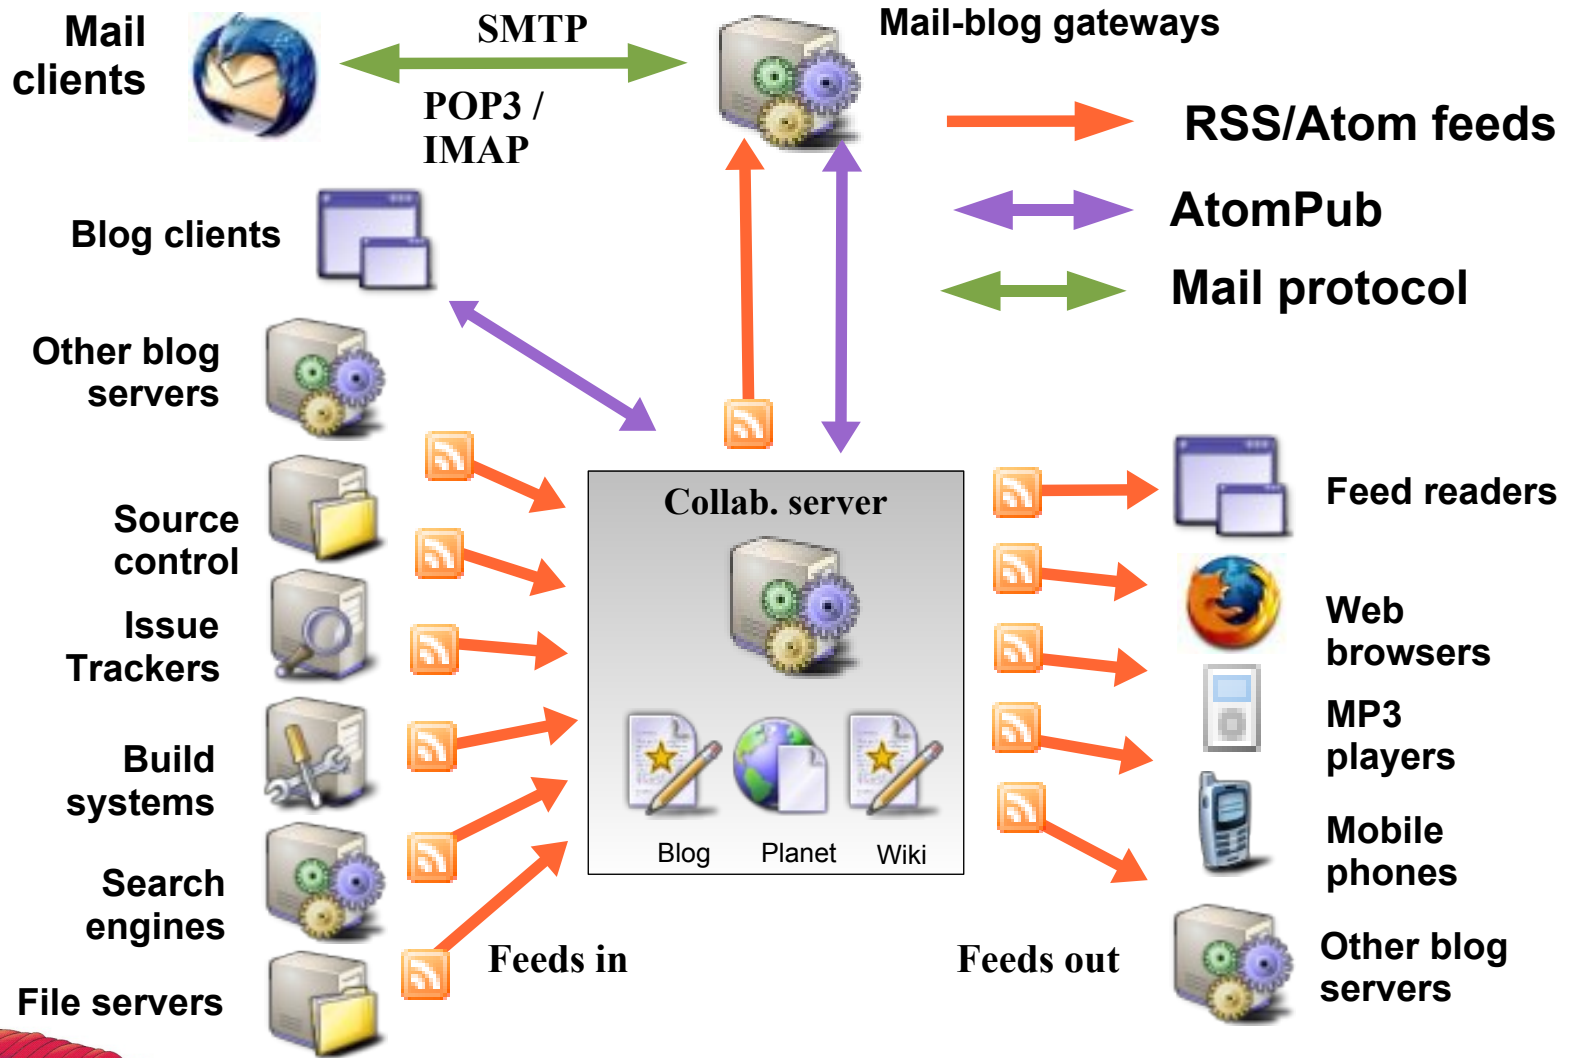 Mail
clients
SMTP
POP3 /
IMAP
Mail-blog gateways
RSS/Atom feeds
AtomPub
Mail protocol
Blog clients
Other blog
servers
Source
control
Issue
Trackers
Build
systems
Search
engines
File servers
Feeds in
Collab. server
Blog
Planet
Wiki
Feeds out
Feed readers
Web
browsers
MP3
players
Mobile
phones
Other blog
servers